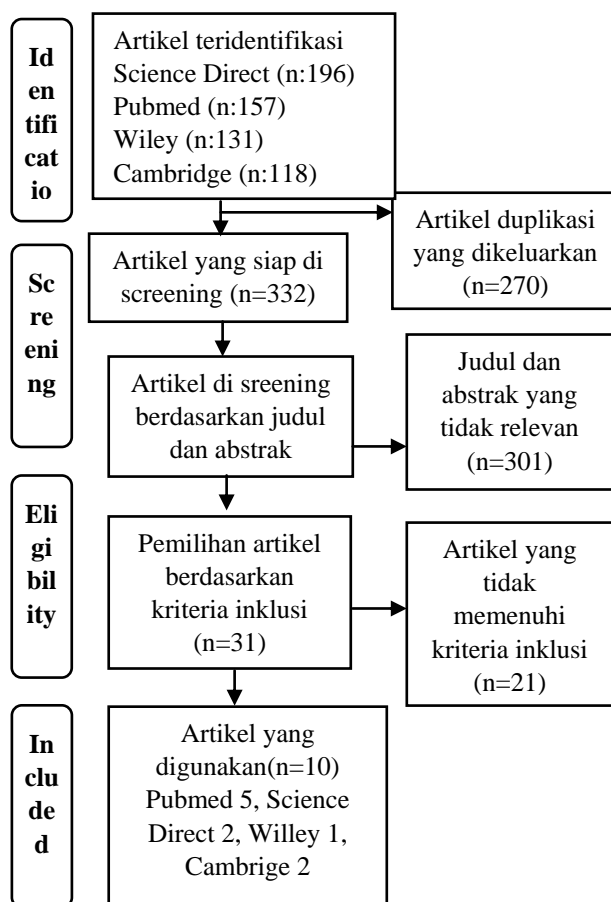 Id
en
tifi
cat
io
Artikel teridentifikasi
Science Direct (n:196)
Pubmed (n:157)
Wiley (n:131)
Cambridge (n:118)
Artikel duplikasi
yang dikeluarkan
(n=270)
Sc
re
eni
ng
Artikel yang siap di
screening (n=332)
Artikel di sreening
berdasarkan judul
dan abstrak
Judul dan
abstrak yang
tidak relevan
(n=301)
Eli
gi
bil
ity
Pemilihan artikel
berdasarkan
kriteria inklusi
(n=31)
Artikel yang
tidak
memenuhi
kriteria inklusi
(n=21)
In
clu
de
d
Artikel yang
digunakan(n=10)
Pubmed 5, Science
Direct 2, Willey 1,
Cambrige 2